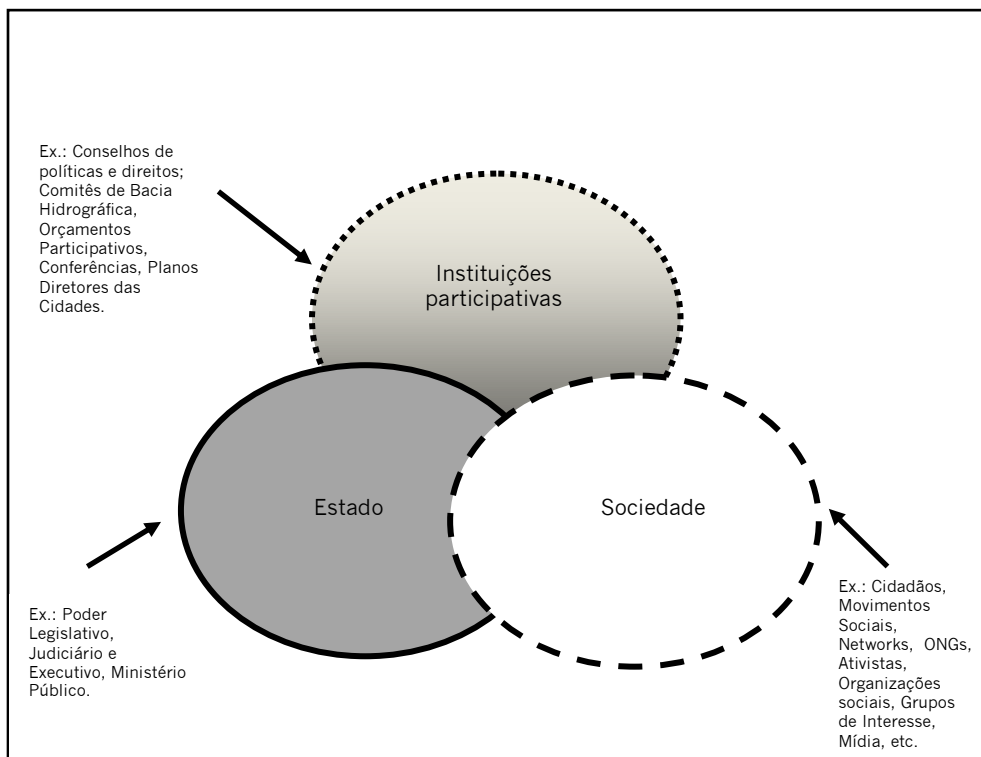 Ex.: Conselhos de
políticas e direitos;
Comitês de Bacia
Hidrográfica,
Orçamentos
Participativos,
Conferências, Planos
Diretores das
Cidades.
Instituições
participativas
Estado
Sociedade
Ex.: Poder
Legislativo,
Judiciário e
Executivo, Ministério
Público.
Ex.: Cidadãos,
Movimentos
Sociais,
Networks, ONGs,
Ativistas,
Organizações
sociais, Grupos
de Interesse,
Mídia, etc.